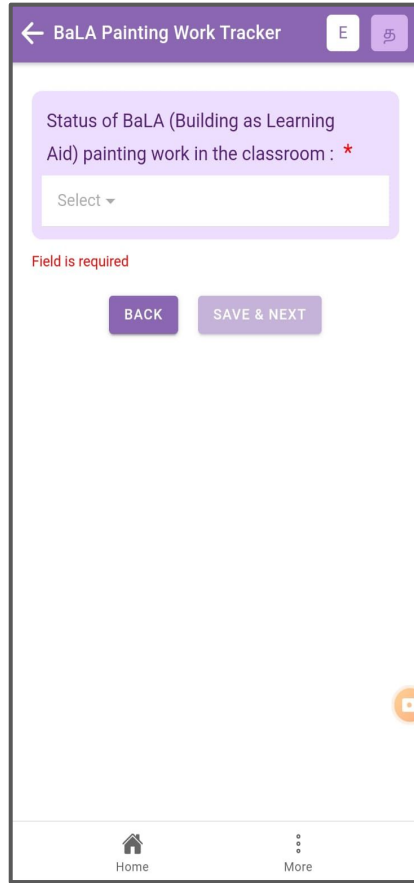 BaLA Painting Work Tracker E த
Status of BaLA (Building as Learning
Aid) painting work in the classroom : *
Select
Field is required
BACK SAVE & NEXT
Home More